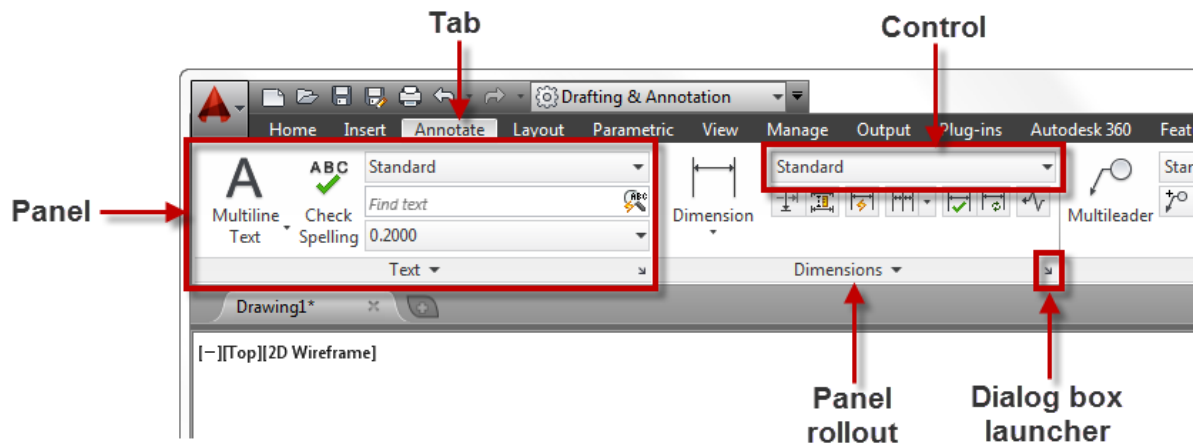 Tab
Control
Drafting & Annotation
Home Insert Annotate Layout Parametric View Manage Output Plug-ins Autodesk 360 Feat
A ABC Standard
Standard
Stan
Find text
ABC
Panel
Multiline Text
Check Spelling
0.2000
Dimension
Multileader
Text
Dimensions
Drawing1*
[−][Top][2D Wireframe]
Panel
rollout
Dialog box
launcher